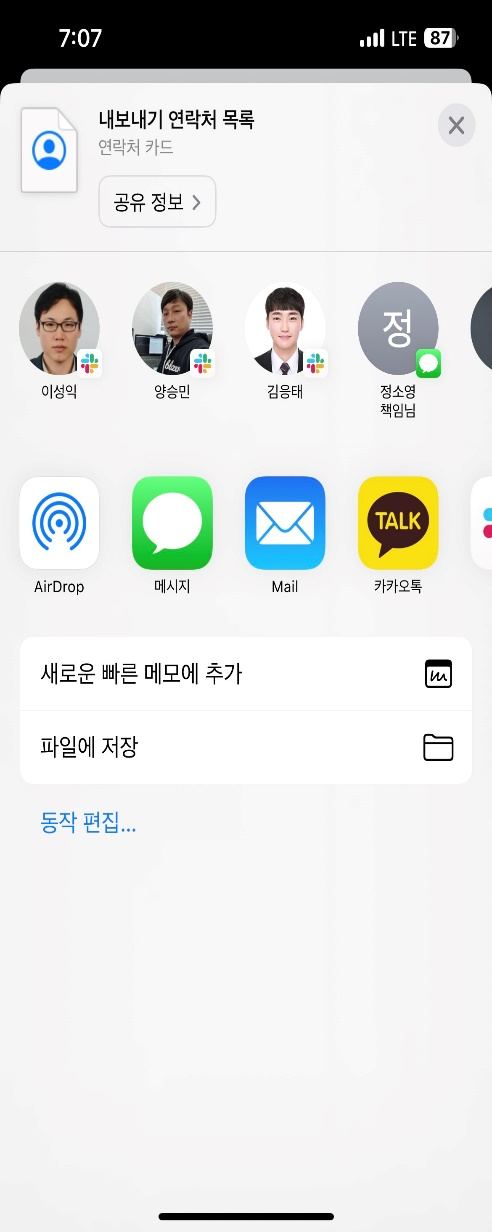 7:07
LTE 87
내보내기 연락처 목록
연락처 카드
공유 정보
정
이성익
양승민
김응태
정소영
책임님
TALK
AirDrop
메시지
Mail
카카오톡
새로운 빠른 메모에 추가
파일에 저장
동작 편집...